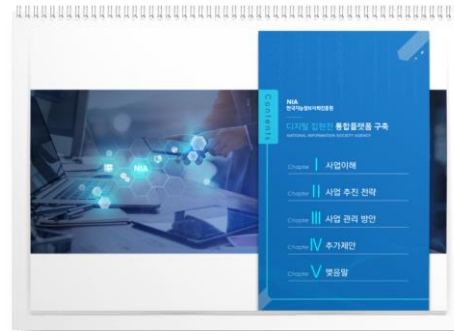 Contents
NIA
NIA
한국지능정보사회진흥원
디지털 집현전 통합플랫폼 구축
NATIONAL INFORMATION SOCIETY AGENCY
Chapter I 사업이해
Chapter II 사업 추진 전략
Chapter III 사업 관리 방안
Chapter IV 추가제안
Chapter V 맺음말